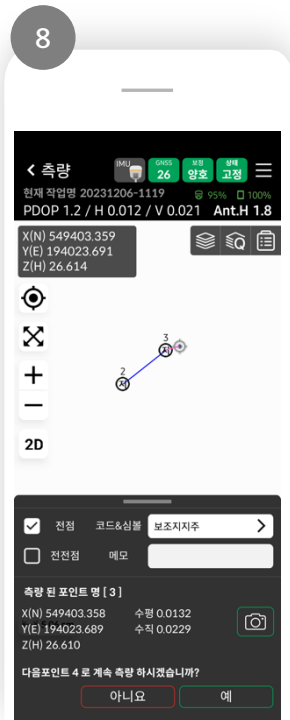 8
측량
IMU
GNSS 26
보정 양호
상태 고정
현재 작업명 20231206-1119 95% 100%
PDOP 1.2 / H 0.012 / V 0.021 Ant.H 1.8
X(N) 549403.359
Y(E) 194023.691
Z(H) 26.614
3
지
2
지
2D
전점 코드&심볼 보조지지주
전전점 메모
측량 된 포인트 명 [ 3 ]
X(N) 549403.358 수평 0.0132
Y(E) 194023.689 수직 0.0229
Z(H) 26.610
다음포인트 4 로 계속 측량 하시겠습니까?
아니요 예